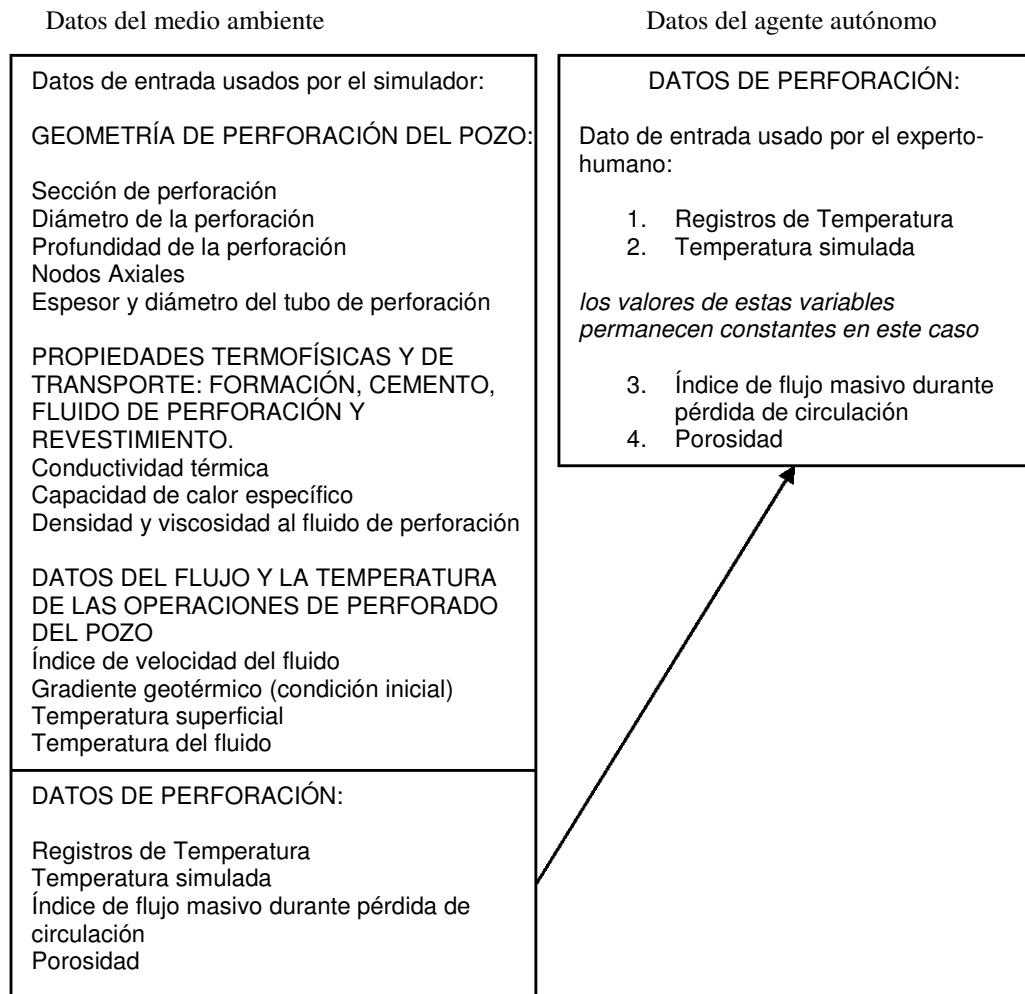 Datos del medio ambiente
Datos de entrada usados por el simulador:
GEOMETRÍA DE PERFORACIÓN DEL POZO:
Sección de perforación
Diámetro de la perforación
Profundidad de la perforación
Nodos Axiales
Espesor y diámetro del tubo de perforación
PROPIEDADES TERMOFÍSICAS Y DE
TRANSPORTE: FORMACIÓN, CEMENTO,
FLUIDO DE PERFORACIÓN Y
REVESTIMIENTO.
Conductividad térmica
Capacidad de calor específico
Densidad y viscosidad al fluido de perforación
DATOS DEL FLUJO Y LA TEMPERATURA
DE LAS OPERACIONES DE PERFORADO
DEL POZO
Índice de velocidad del fluido
Gradiente geotérmico (condición inicial)
Temperatura superficial
Temperatura del fluido
DATOS DE PERFORACIÓN:
Registros de Temperatura
Temperatura simulada
Índice de flujo masivo durante pérdida de
circulación
Porosidad
Datos del agente autónomo
DATOS DE PERFORACIÓN:
Dato de entrada usado por el experto-
humano:
1. Registros de Temperatura
2. Temperatura simulada
los valores de estas variables
permanecen constantes en este caso
3. Índice de flujo masivo durante
pérdida de circulación
4. Porosidad